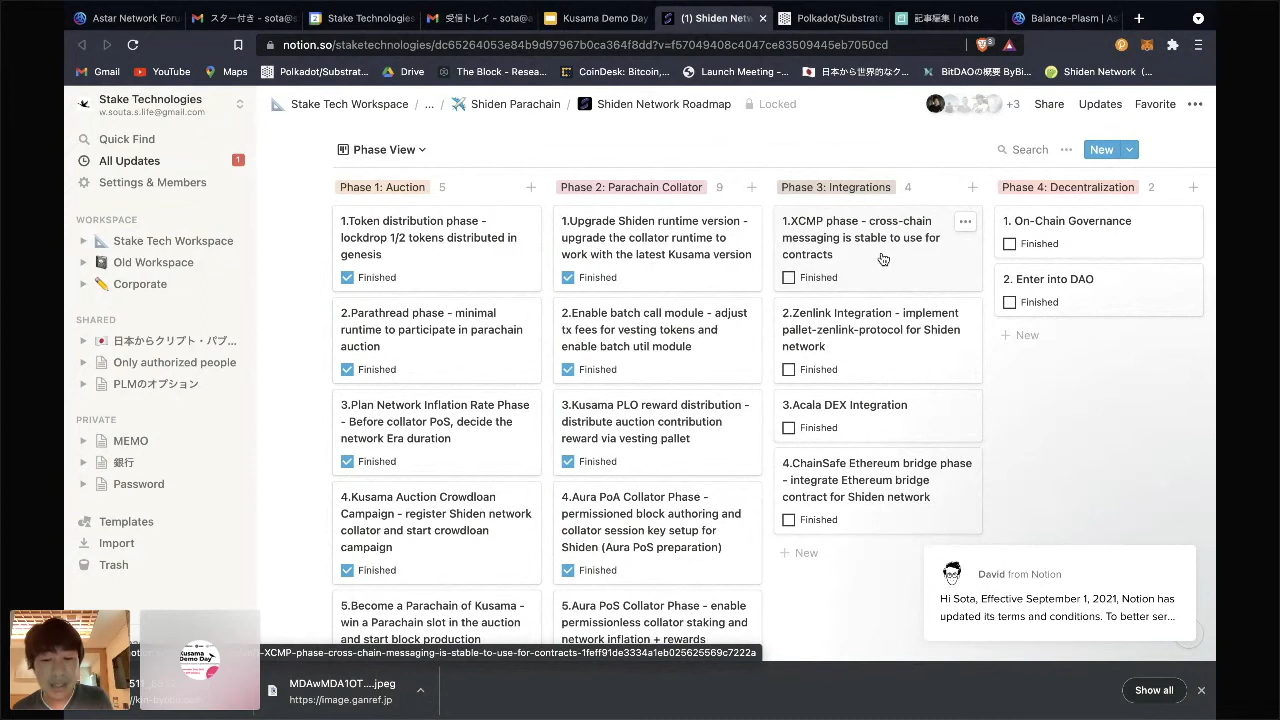 Astar Network Foru
スター付き - sota@s
Stake Technologies
受信トレイ - sota@s
Kusama Demo Day
(1) Shiden Netw
Polkadot/Substrate
記事編集 | note
Balance-Plasm | As
notion.so/staketechnologies/dc65264053e84b9d97967b0ca364f8dd?v=f57049408c4047ce83509445eb7050cd
Gmail
YouTube
Maps
Polkadot/Substrat...
Drive
The Block - Resea...
CoinDesk: Bitcoin,...
Launch Meeting -...
日本から世界的なク...
BitDAOの概要 ByBi...
Shiden Network（...
Stake Technologies
w.souta.s.life@gmail.com
Stake Tech Workspace / ... / Shiden Parachain / Shiden Network Roadmap Locked
+3 Share Updates Favorite
Quick Find
All Updates 1
Settings & Members
WORKSPACE
Stake Tech Workspace
Old Workspace
Corporate
SHARED
日本からクリプト・パブ...
Only authorized people
PLMのオプション
PRIVATE
MEMO
銀行
Password
Templates
Import
Trash
Phase View
Search
New
Phase 1: Auction 5
1.Token distribution phase -
lockdrop 1/2 tokens distributed in
genesis
Finished
2.Parathread phase - minimal
runtime to participate in parachain
auction
Finished
3.Plan Network Inflation Rate Phase
- Before collator PoS, decide the
network Era duration
Finished
4.Kusama Auction Crowdloan
Campaign - register Shiden network
collator and start crowdloan
campaign
Finished
5.Become a Parachain of Kusama -
win a Parachain slot in the auction
and start block production
Phase 2: Parachain Collator 9
1.Upgrade Shiden runtime version -
upgrade the collator runtime to
work with the latest Kusama version
Finished
2.Enable batch call module - adjust
tx fees for vesting tokens and
enable batch util module
Finished
3.Kusama PLO reward distribution -
distribute auction contribution
reward via vesting pallet
Finished
4.Aura PoA Collator Phase -
permissioned block authoring and
collator session key setup for
Shiden (Aura PoS preparation)
Finished
5.Aura PoS Collator Phase - enable
permissionless collator staking and
network inflation + rewards
Phase 3: Integrations 4
1.XCMP phase - cross-chain
messaging is stable to use for
contracts
Finished
2.Zenlink Integration - implement
pallet-zenlink-protocol for Shiden
network
Finished
3.Acala DEX Integration
Finished
4.ChainSafe Ethereum bridge phase
- integrate Ethereum bridge
contract for Shiden network
Finished
New
Phase 4: Decentralization 2
1. On-Chain Governance
Finished
2. Enter into DAO
Finished
New
David from Notion
Hi Sota, Effective September 1, 2021, Notion has
updated its terms and conditions. To better ser...
-XCMP-phase-cross-chain-messaging-is-stable-to-use-for-contracts-1feff91de3334a1eb025625569c7222a
Kusama
Demo Day
MDAwMDA1OT....jpeg
https://image.ganref.jp
Show all